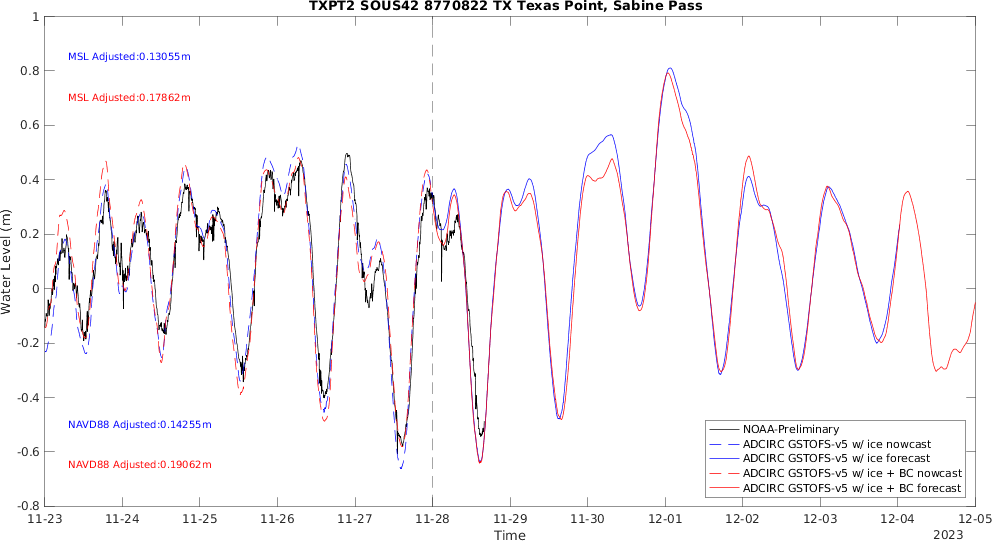 TXPT2 SOUS42 8770822 TX Texas Point, Sabine Pass
1
0.8
0.6
0.4
0.2
0
-0.2
-0.4
-0.6
-0.8
Water Level (m)
MSL Adjusted:0.13055m
MSL Adjusted:0.17862m
NAVD88 Adjusted:0.14255m
NAVD88 Adjusted:0.19062m
NOAA-Preliminary
ADCIRC GSTOFS-v5 w/ ice nowcast
ADCIRC GSTOFS-v5 w/ ice forecast
ADCIRC GSTOFS-v5 w/ ice + BC nowcast
ADCIRC GSTOFS-v5 w/ ice + BC forecast
11-23 11-24 11-25 11-26 11-27 11-28 11-29 11-30 12-01 12-02 12-03 12-04 12-05
Time
2023